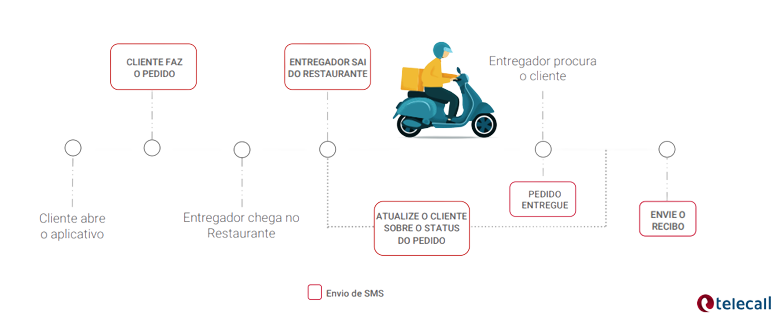 CLIENTE FAZ
O PEDIDO
ENTREGADOR SAI
DO RESTAURANTE
Entregador procura
o cliente
Cliente abre
o aplicativo
Entregador chega no
Restaurante
ATUALIZE O CLIENTE
SOBRE O STATUS
DO PEDIDO
PEDIDO
ENTREGUE
ENVIE O
RECIBO
Envio de SMS
telecall